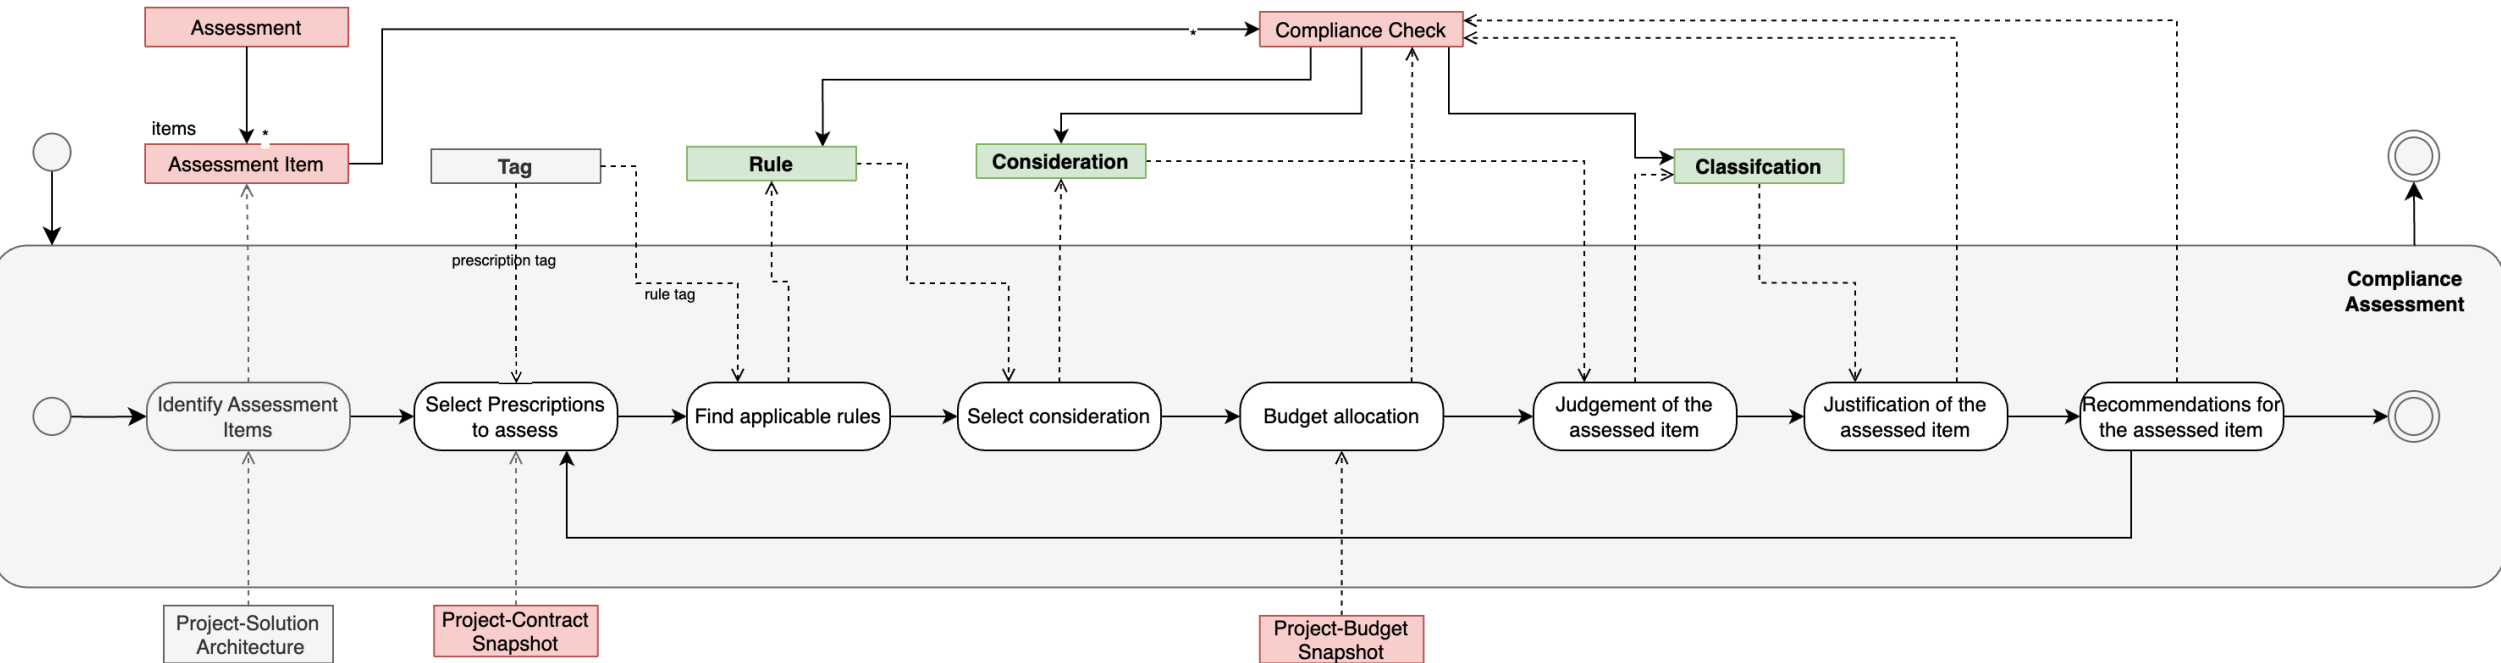 Assessment
*
Compliance Check
items
*
Assessment Item
Tag
Rule
Consideration
Classifcation
prescription tag
rule tag
Compliance
Assessment
Identify Assessment
Items
Select Prescriptions
to assess
Find applicable rules
Select consideration
Budget allocation
Judgement of the
assessed item
Justification of the
assessed item
Recommendations for
the assessed item
Project-Solution
Architecture
Project-Contract
Snapshot
Project-Budget
Snapshot